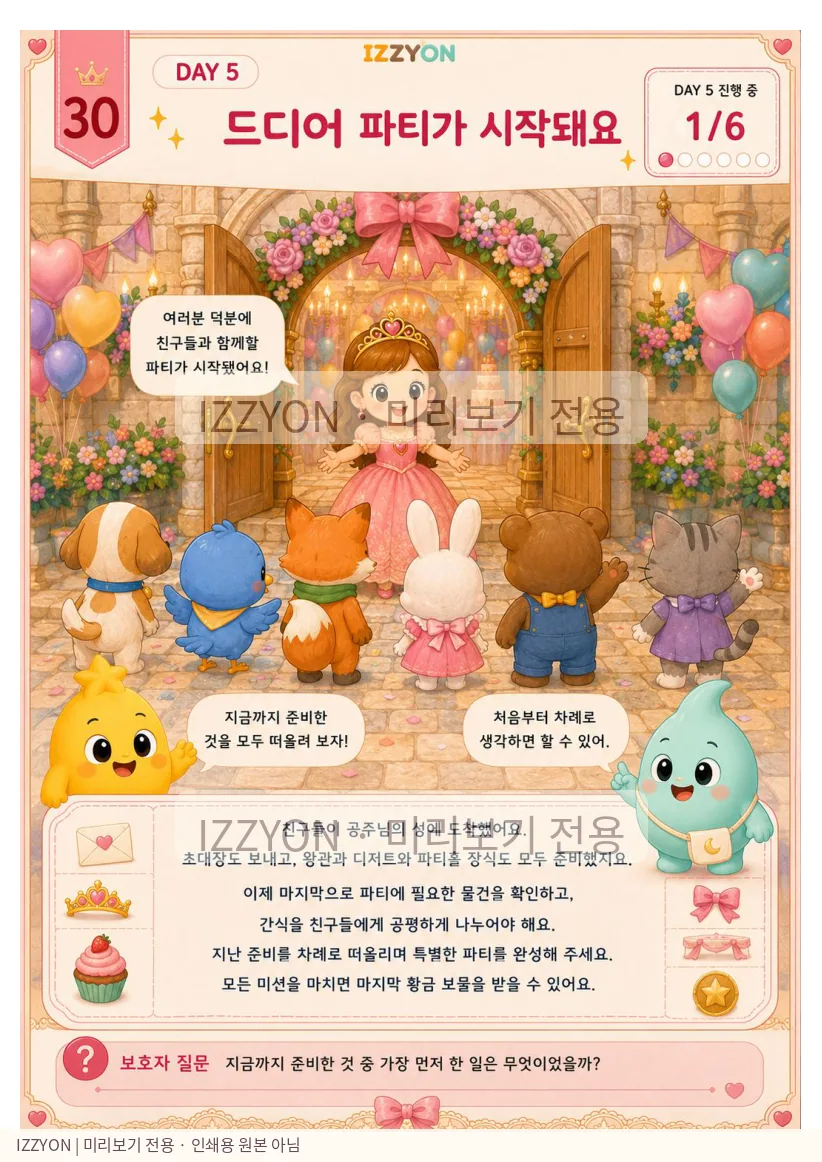 IZZYON
30
DAY 5
드디어 파티가 시작돼요
DAY 5 진행 중
1/6
여러분 덕분에
친구들과 함께할
파티가 시작됐어요!
IZZYON · 미리보기 전용
지금까지 준비한
것을 모두 떠올려 보자!
처음부터 차례로
생각하면 할 수 있어.
IZZYON · 미리보기 전용
친구들이 공주님의 성에 도착했어요.
초대장도 보내고, 왕관과 디저트와 파티홀 장식도 모두 준비했지요.
이제 마지막으로 파티에 필요한 물건을 확인하고,
간식을 친구들에게 공평하게 나누어야 해요.
지난 준비를 차례로 떠올리며 특별한 파티를 완성해 주세요.
모든 미션을 마치면 마지막 황금 보물을 받을 수 있어요.
?
보호자 질문 지금까지 준비한 것 중 가장 먼저 한 일은 무엇이었을까?
IZZYON | 미리보기 전용 · 인쇄용 원본 아님